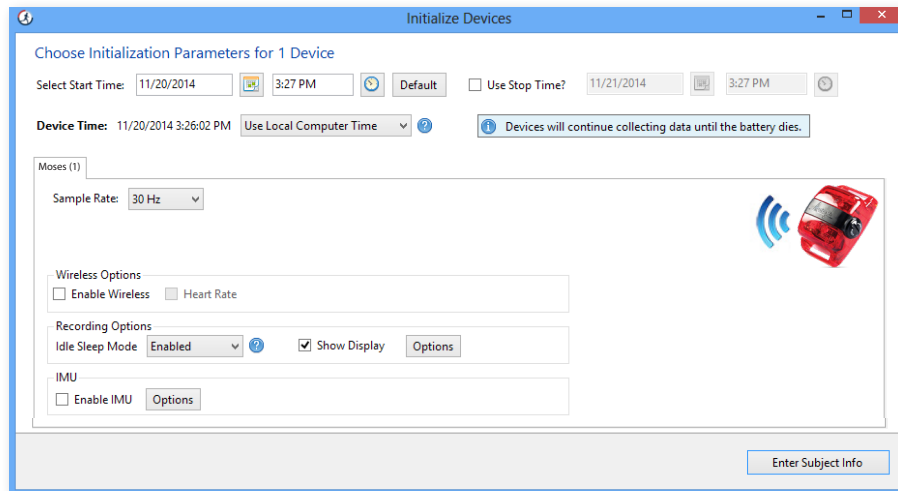 Initialize Devices
Choose Initialization Parameters for 1 Device
Select Start Time: 11/20/2014 3:27 PM Default Use Stop Time? 11/21/2014 3:27 PM
Device Time: 11/20/2014 3:26:02 PM Use Local Computer Time ? i Devices will continue collecting data until the battery dies.
Moses (1)
Sample Rate: 30 Hz
Wireless Options
Enable Wireless Heart Rate
Recording Options
Idle Sleep Mode Enabled ? Show Display Options
IMU
Enable IMU Options
Enter Subject Info